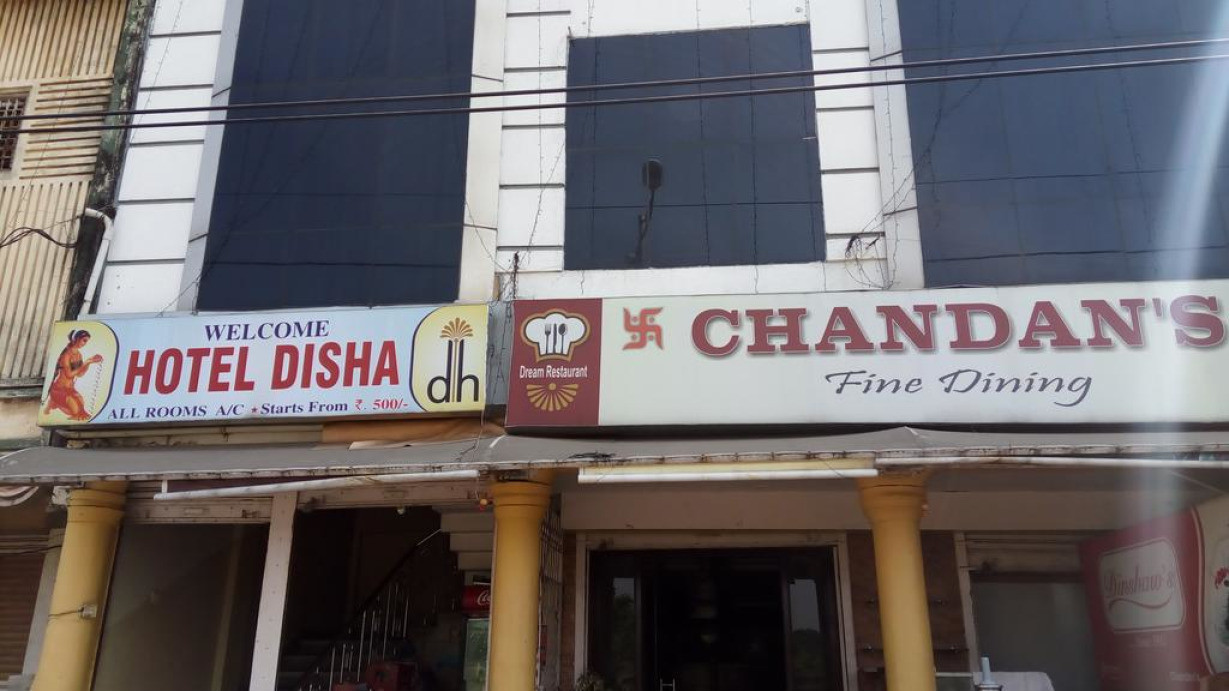 WELCOME
HOTEL DISHA
dh
ALL ROOMS A/C ★ Starts From ₹. 500/-
Dream Restaurant
CHANDAN'S
Fine Dining
Dinshaw's